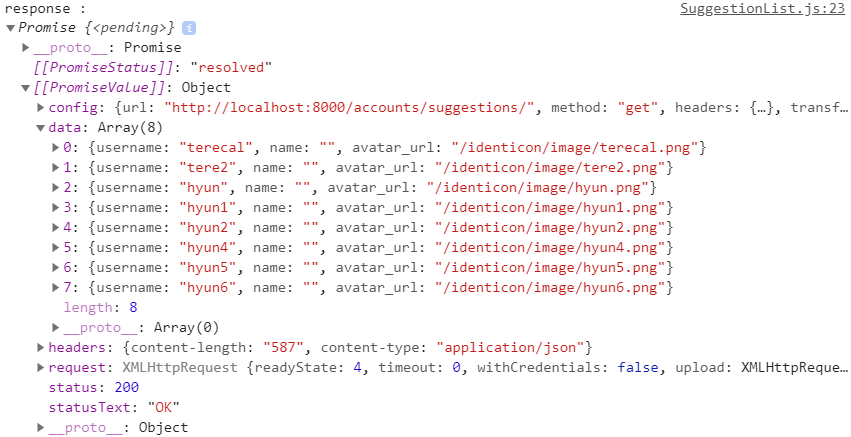 response :
SuggestionList.js:23
▼Promise {<pending>} i
▶__proto__: Promise
[[PromiseStatus]]: "resolved"
▼[[PromiseValue]]: Object
▶config: {url: "http://localhost:8000/accounts/suggestions/", method: "get", headers: {…}, transf…
▼data: Array(8)
▶0: {username: "terecal", name: "", avatar_url: "/identicon/image/terecal.png"}
▶1: {username: "tere2", name: "", avatar_url: "/identicon/image/tere2.png"}
▶2: {username: "hyun", name: "", avatar_url: "/identicon/image/hyun.png"}
▶3: {username: "hyun1", name: "", avatar_url: "/identicon/image/hyun1.png"}
▶4: {username: "hyun2", name: "", avatar_url: "/identicon/image/hyun2.png"}
▶5: {username: "hyun4", name: "", avatar_url: "/identicon/image/hyun4.png"}
▶6: {username: "hyun5", name: "", avatar_url: "/identicon/image/hyun5.png"}
▶7: {username: "hyun6", name: "", avatar_url: "/identicon/image/hyun6.png"}
length: 8
▶__proto__: Array(0)
▶headers: {content-length: "587", content-type: "application/json"}
▶request: XMLHttpRequest {readyState: 4, timeout: 0, withCredentials: false, upload: XMLHttpReque…
status: 200
statusText: "OK"
▶__proto__: Object